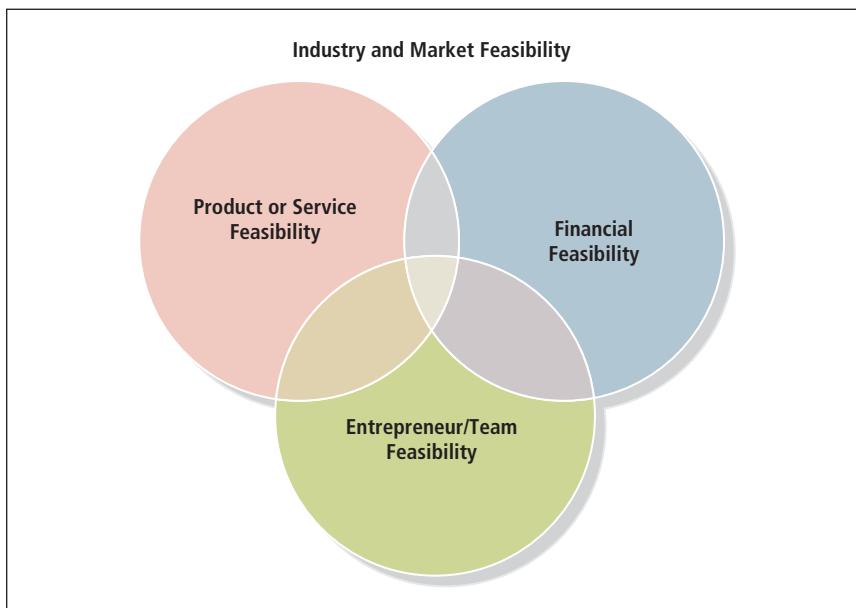 Industry and Market Feasibility
Product or Service
Feasibility
Financial
Feasibility
Entrepreneur/Team
Feasibility